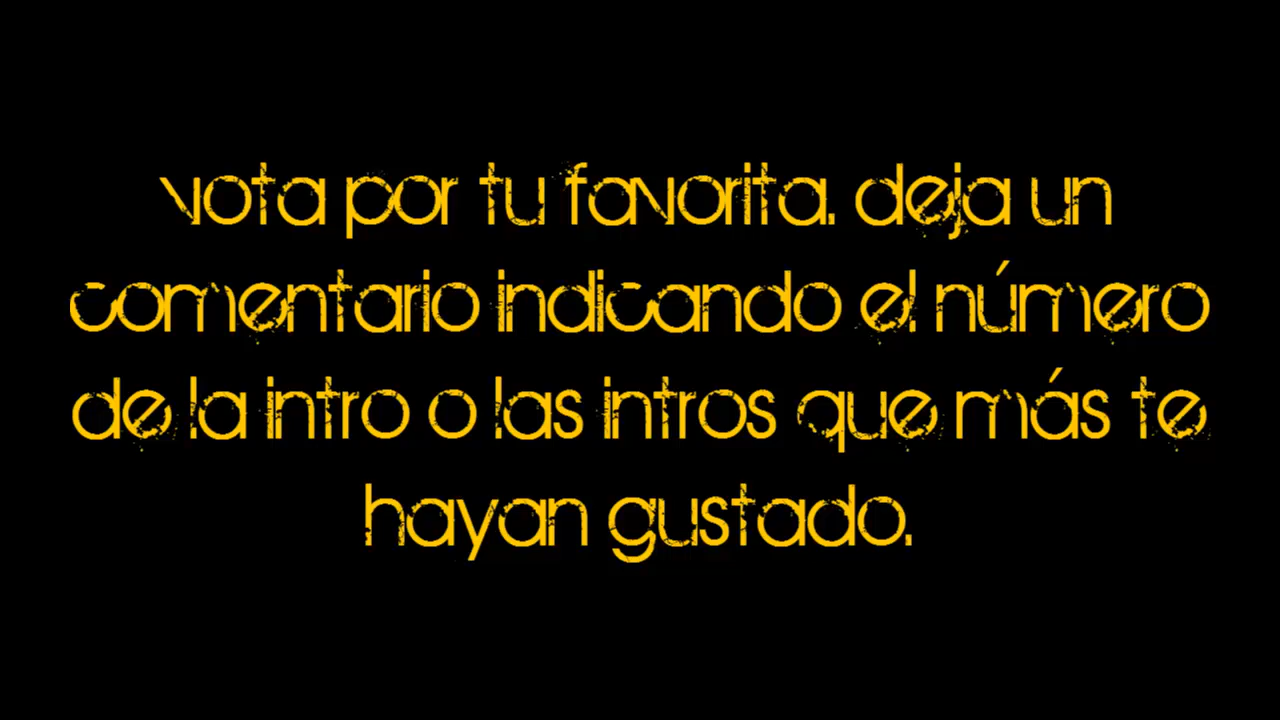 vota por tu favorita. deja un
comentario indicando el número
de la intro o las intros que más te
hayan gustado.